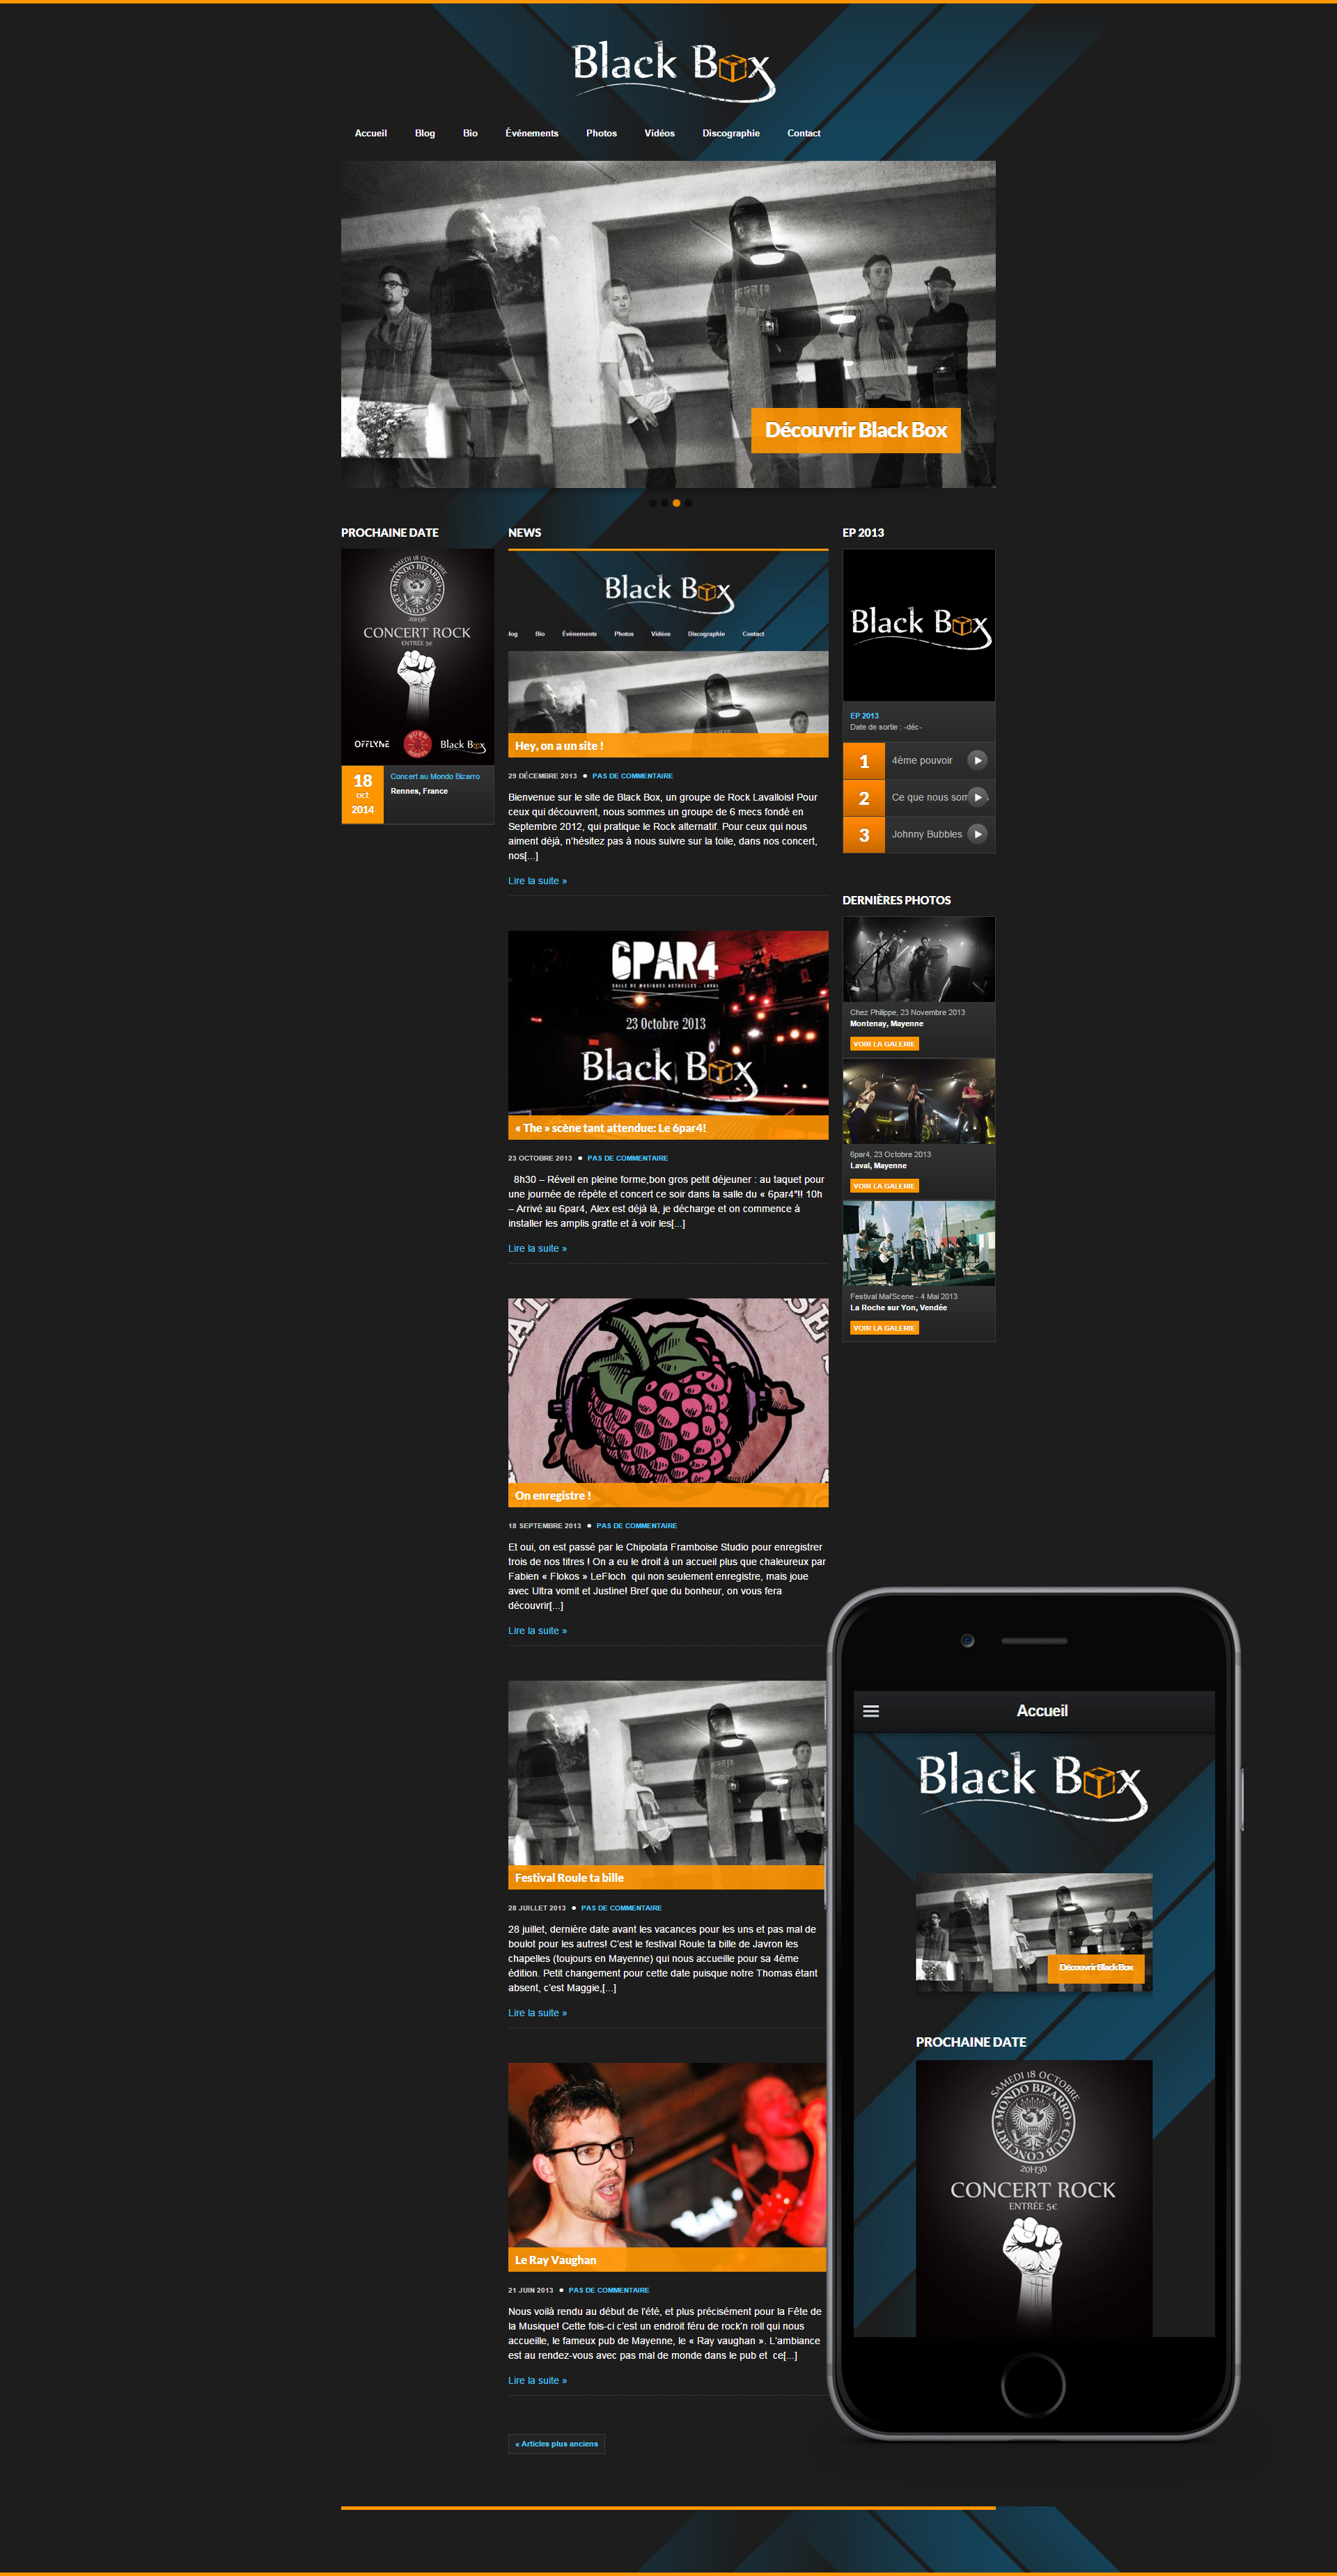 Black Box
Accueil Blog Bio Événements Photos Vidéos Discographie Contact
Découvrir Black Box
PROCHAINE DATE
SAMEDI 18 OCTOBRE
MONDO BIZARRO
CLUB CONCERT
20H30
CONCERT ROCK
ENTRÉE 5€
OFFLYNE
Black Box
18
oct
2014
Concert au Mondo Bizarro
Rennes, France
NEWS
Black Box
log Bio Événements Photos Vidéos Discographie Contact
Hey, on a un site !
29 DÉCEMBRE 2013 • PAS DE COMMENTAIRE
Bienvenue sur le site de Black Box, un groupe de Rock Lavallois! Pour
ceux qui découvrent, nous sommes un groupe de 6 mecs fondé en
Septembre 2012, qui pratique le Rock alternatif. Pour ceux qui nous
aiment déjà, n'hésitez pas à nous suivre sur la toile, dans nos concert,
nos[...]
Lire la suite »
6PAR4
SALLE DE MUSIQUES ACTUELLES - LAVAL
23 Octobre 2013
Black Box
« The » scène tant attendue: Le 6par4!
23 OCTOBRE 2013 • PAS DE COMMENTAIRE
8h30 – Réveil en pleine forme,bon gros petit déjeuner : au taquet pour
une journée de répète et concert ce soir dans la salle du « 6par4″!! 10h
– Arrivé au 6par4, Alex est déjà là, je décharge et on commence à
installer les amplis gratte et à voir les[...]
Lire la suite »
On enregistre !
18 SEPTEMBRE 2013 • PAS DE COMMENTAIRE
Et oui, on est passé par le Chipolata Framboise Studio pour enregistrer
trois de nos titres ! On a eu le droit à un accueil plus que chaleureux par
Fabien « Flokos » LeFloch qui non seulement enregistre, mais joue
avec Ultra vomit et Justine! Bref que du bonheur, on vous fera
découvrir[...]
Lire la suite »
Festival Roule ta bille
28 JUILLET 2013 • PAS DE COMMENTAIRE
28 juillet, dernière date avant les vacances pour les uns et pas mal de
boulot pour les autres! C'est le festival Roule ta bille de Javron les
chapelles (toujours en Mayenne) qui nous accueille pour sa 4ème
édition. Petit changement pour cette date puisque notre Thomas étant
absent, c'est Maggie,[...]
Lire la suite »
Le Ray Vaughan
21 JUIN 2013 • PAS DE COMMENTAIRE
Nous voilà rendu au début de l'été, et plus précisément pour la Fête de
la Musique! Cette fois-ci c'est un endroit féru de rock'n roll qui nous
accueille, le fameux pub de Mayenne, le « Ray vaughan ». L'ambiance
est au rendez-vous avec pas mal de monde dans le pub et ce[...]
Lire la suite »
« Articles plus anciens
EP 2013
Black Box
EP 2013
Date de sortie : -déc-
1 4ème pouvoir
2 Ce que nous sommes
3 Johnny Bubbles
DERNIÈRES PHOTOS
Chez Philippe, 23 Novembre 2013
Montenay, Mayenne
VOIR LA GALERIE
6par4, 23 Octobre 2013
Laval, Mayenne
VOIR LA GALERIE
Festival Mal'Scene - 4 Mai 2013
La Roche sur Yon, Vendée
VOIR LA GALERIE
Accueil
Black Box
Découvrir Black Box
PROCHAINE DATE
SAMEDI 18 OCTOBRE
MONDO BIZARRO
CLUB CONCERT
20H30
CONCERT ROCK
ENTRÉE 5€